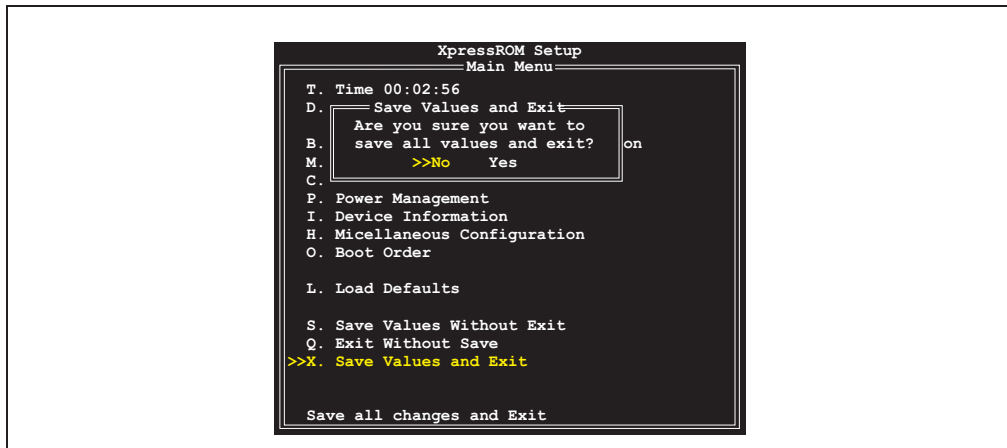 XpressROM Setup
Main Menu
T. Time 00:02:56
D.
Save Values and Exit
Are you sure you want to
B. save all values and exit? on
M. >>No Yes
C.
P. Power Management
I. Device Information
H. Micellaneous Configuration
O. Boot Order
L. Load Defaults
S. Save Values Without Exit
Q. Exit Without Save
>>X. Save Values and Exit
Save all changes and Exit